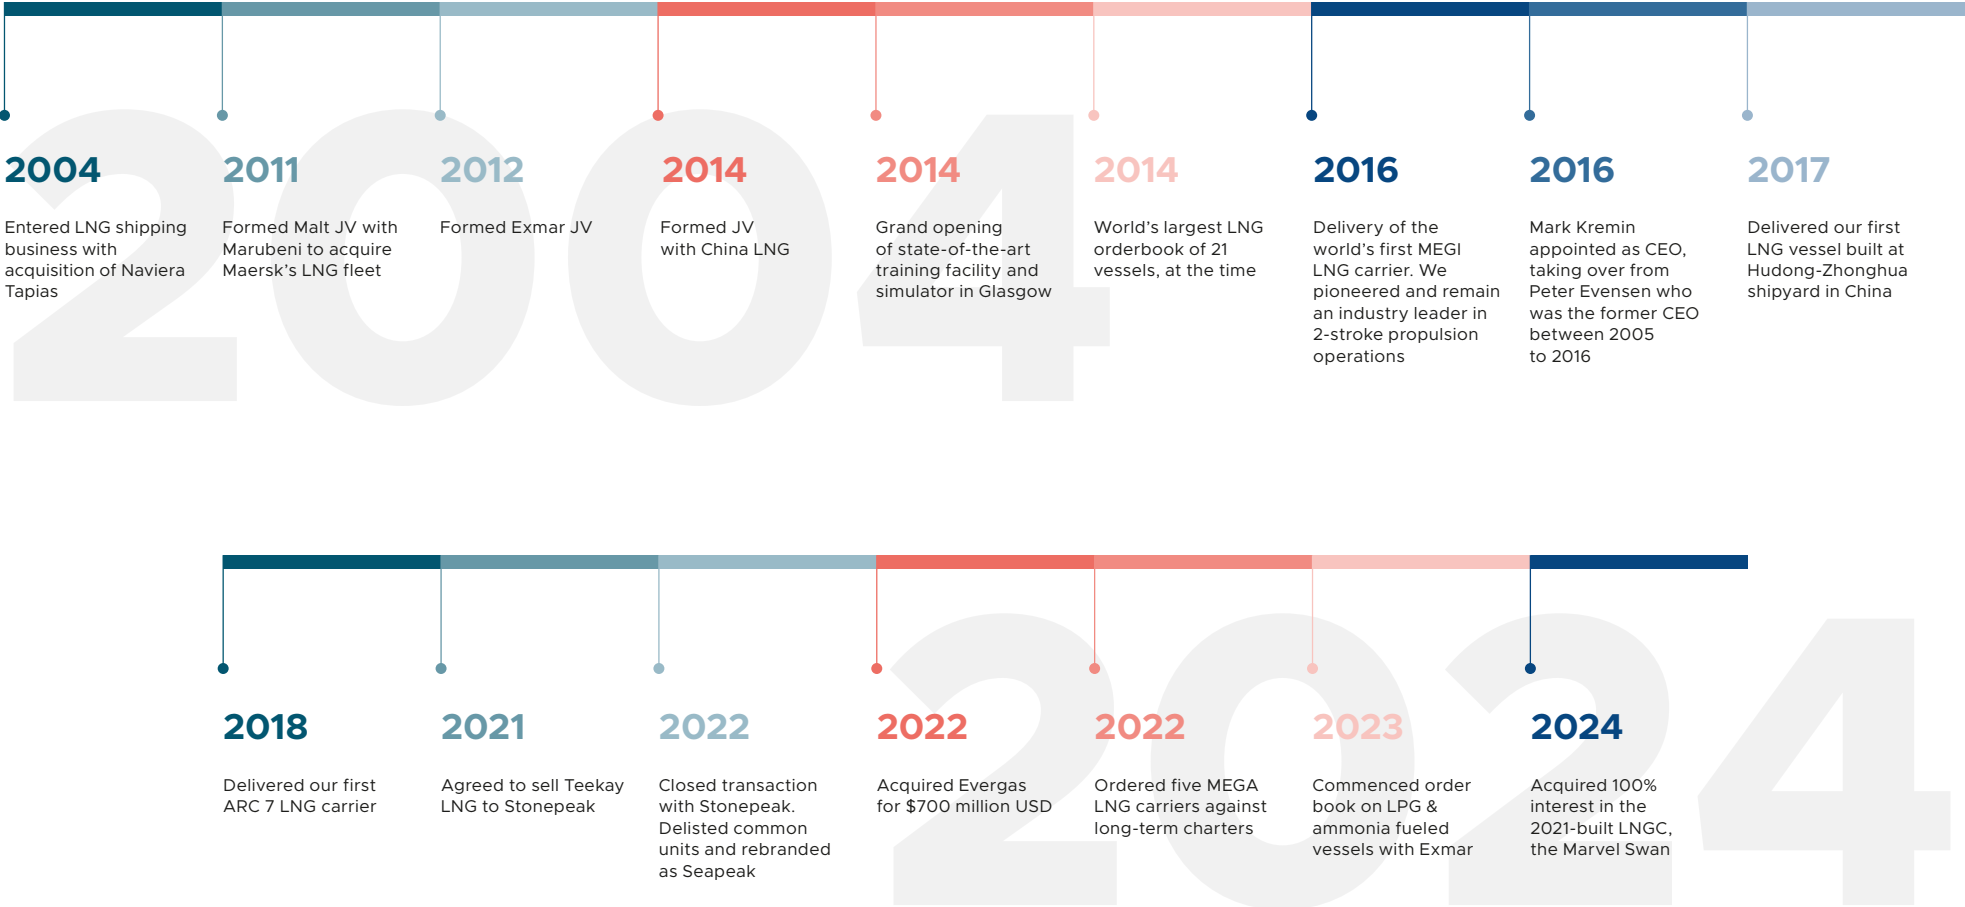 2004
2004
Entered LNG shipping
business with
acquisition of Naviera
Tapias
2011
Formed Malt JV with
Marubeni to acquire
Maersk's LNG fleet
2012
Formed Exmar JV
2014
Formed JV
with China LNG
2014
Grand opening
of state-of-the-art
training facility and
simulator in Glasgow
2014
World's largest LNG
orderbook of 21
vessels, at the time
2016
Delivery of the
world's first MEGI
LNG carrier. We
pioneered and remain
an industry leader in
2-stroke propulsion
operations
2016
Mark Kremin
appointed as CEO,
taking over from
Peter Evensen who
was the former CEO
between 2005
to 2016
2017
Delivered our first
LNG vessel built at
Hudong-Zhonghua
shipyard in China
2024
2018
Delivered our first
ARC 7 LNG carrier
2021
Agreed to sell Teekay
LNG to Stonepeak
2022
Closed transaction
with Stonepeak.
Delisted common
units and rebranded
as Seapeak
2022
Acquired Evergas
for $700 million USD
2022
Ordered five MEGA
LNG carriers against
long-term charters
2023
Commenced order
book on LPG &
ammonia fueled
vessels with Exmar
2024
Acquired 100%
interest in the
2021-built LNGC,
the Marvel Swan